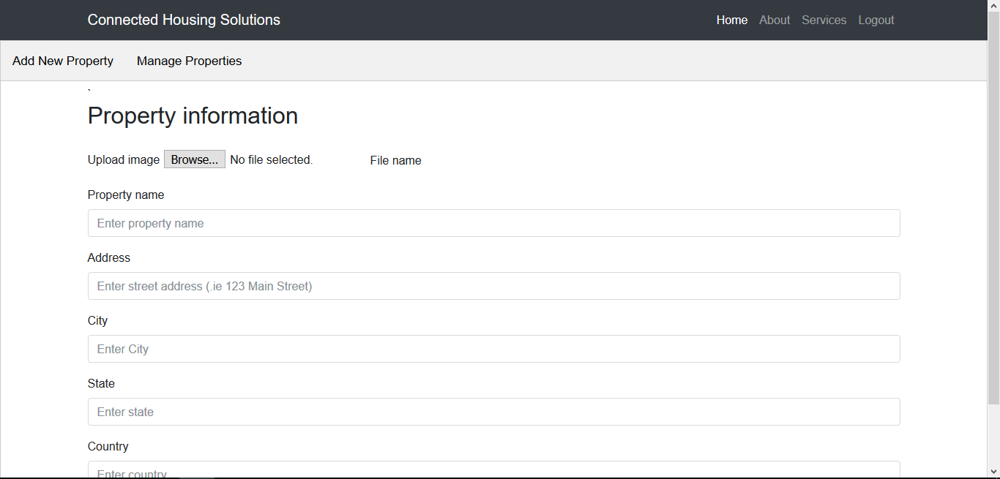 Connected Housing Solutions Home About Services Logout
Add New Property Manage Properties
`
Property information
Upload image Browse... No file selected. File name
Property name
Enter property name
Address
Enter street address (.ie 123 Main Street)
City
Enter City
State
Enter state
Country
Enter country